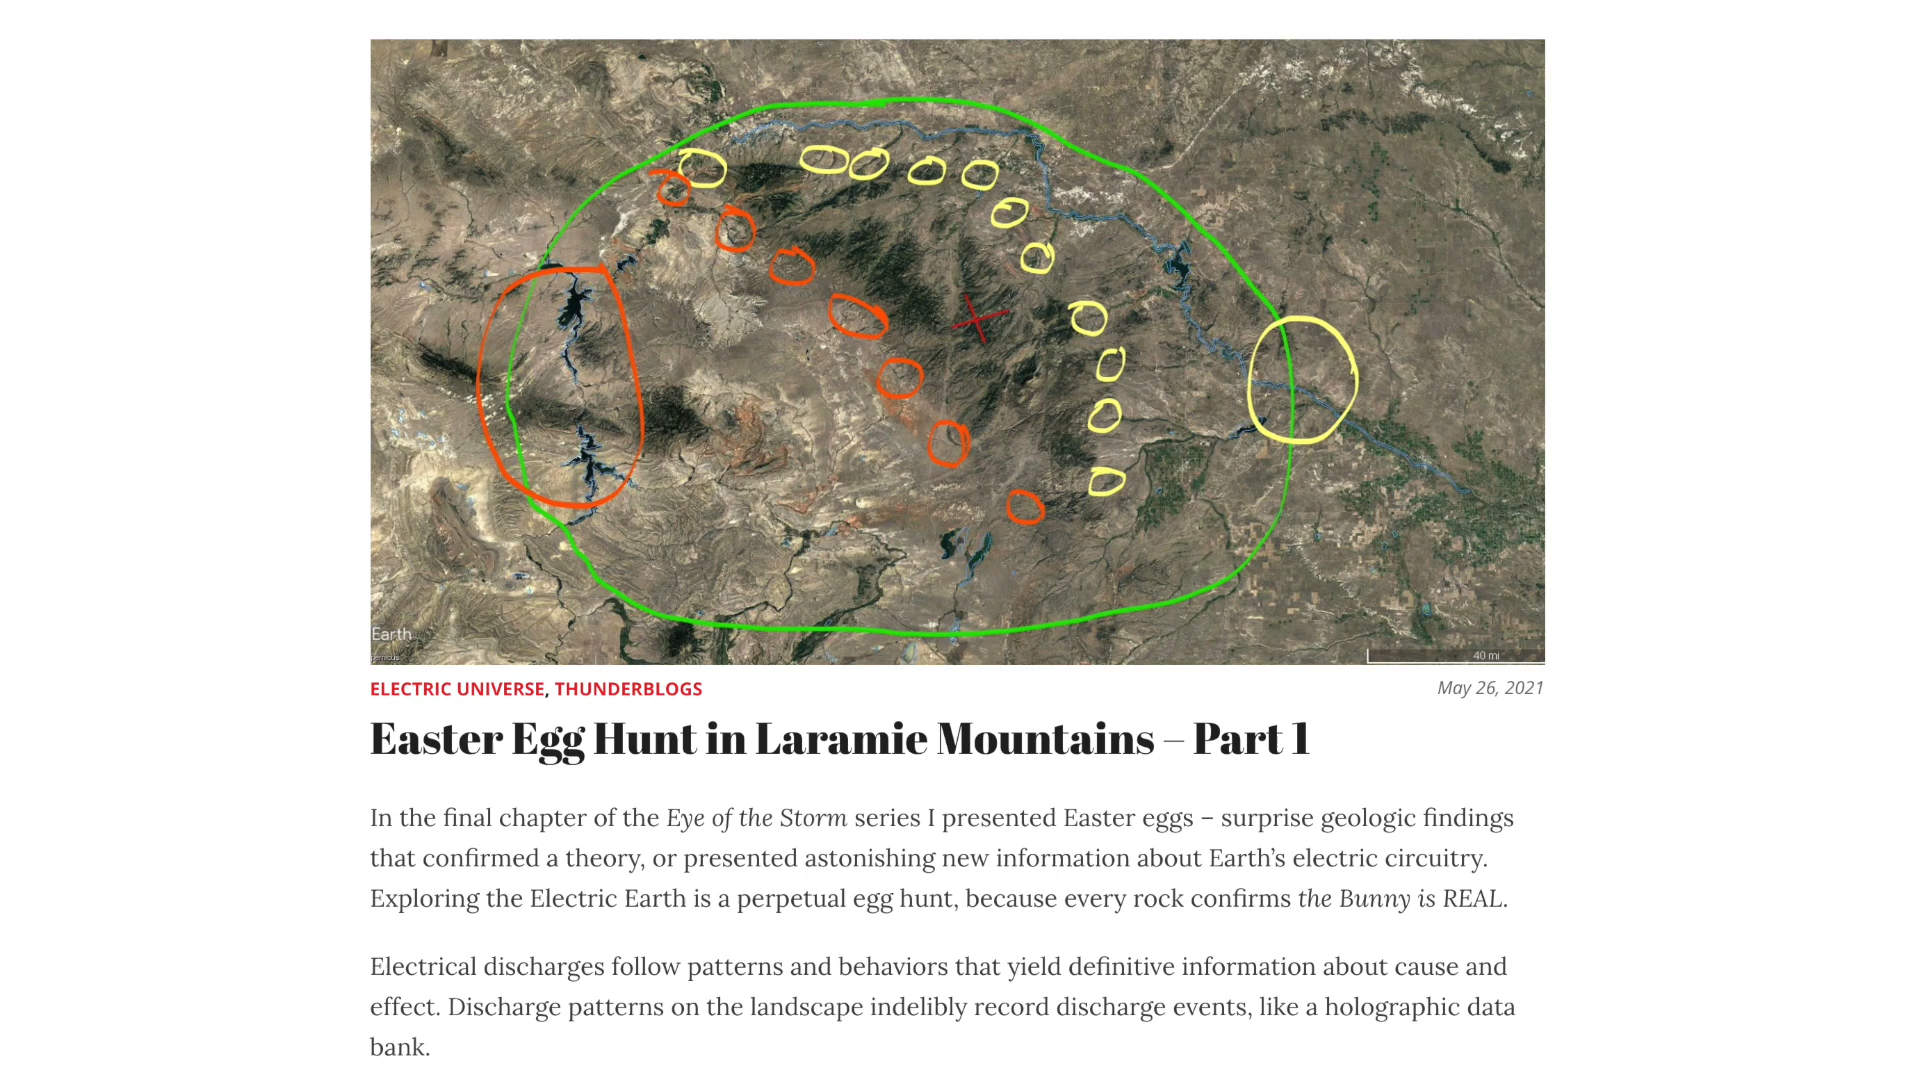 Earth
40 mi
ELECTRIC UNIVERSE, THUNDERBLOGS
May 26, 2021
Easter Egg Hunt in Laramie Mountains – Part 1
In the final chapter of the Eye of the Storm series I presented Easter eggs – surprise geologic findings
that confirmed a theory, or presented astonishing new information about Earth’s electric circuitry.
Exploring the Electric Earth is a perpetual egg hunt, because every rock confirms the Bunny is REAL.
Electrical discharges follow patterns and behaviors that yield definitive information about cause and
effect. Discharge patterns on the landscape indelibly record discharge events, like a holographic data
bank.